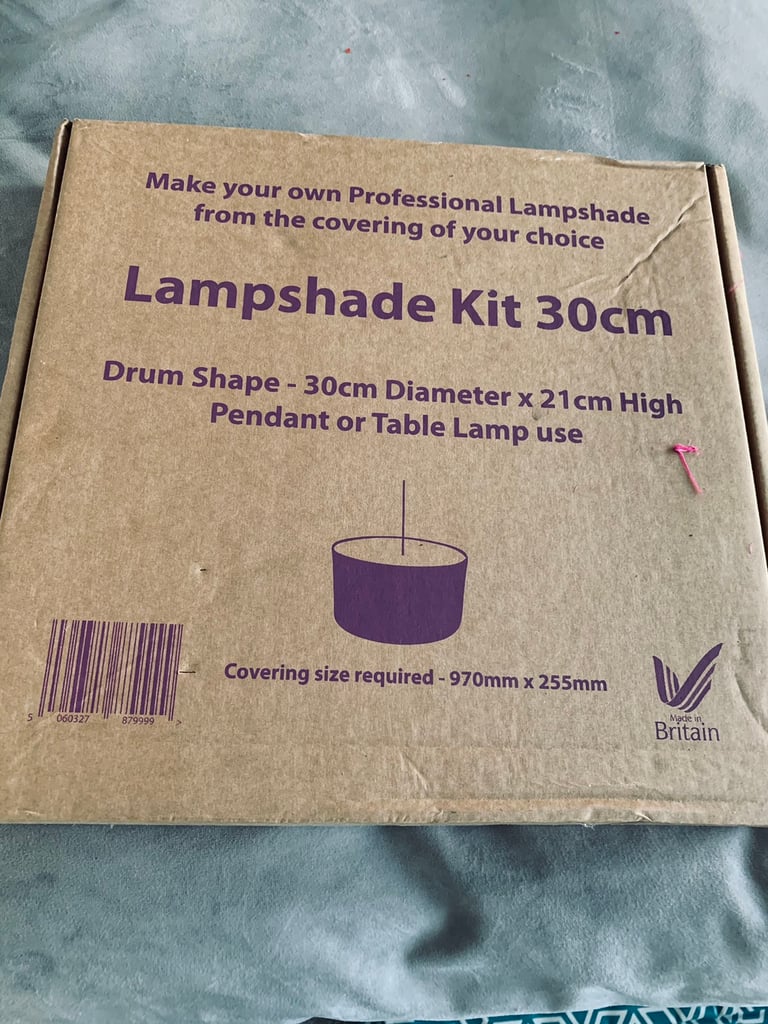 Make your own Professional Lampshade
from the covering of your choice
Lampshade Kit 30cm
Drum Shape - 30cm Diameter x 21cm High
Pendant or Table Lamp use
Covering size required - 970mm x 255mm
5 060327 879999 >
Made in
Britain